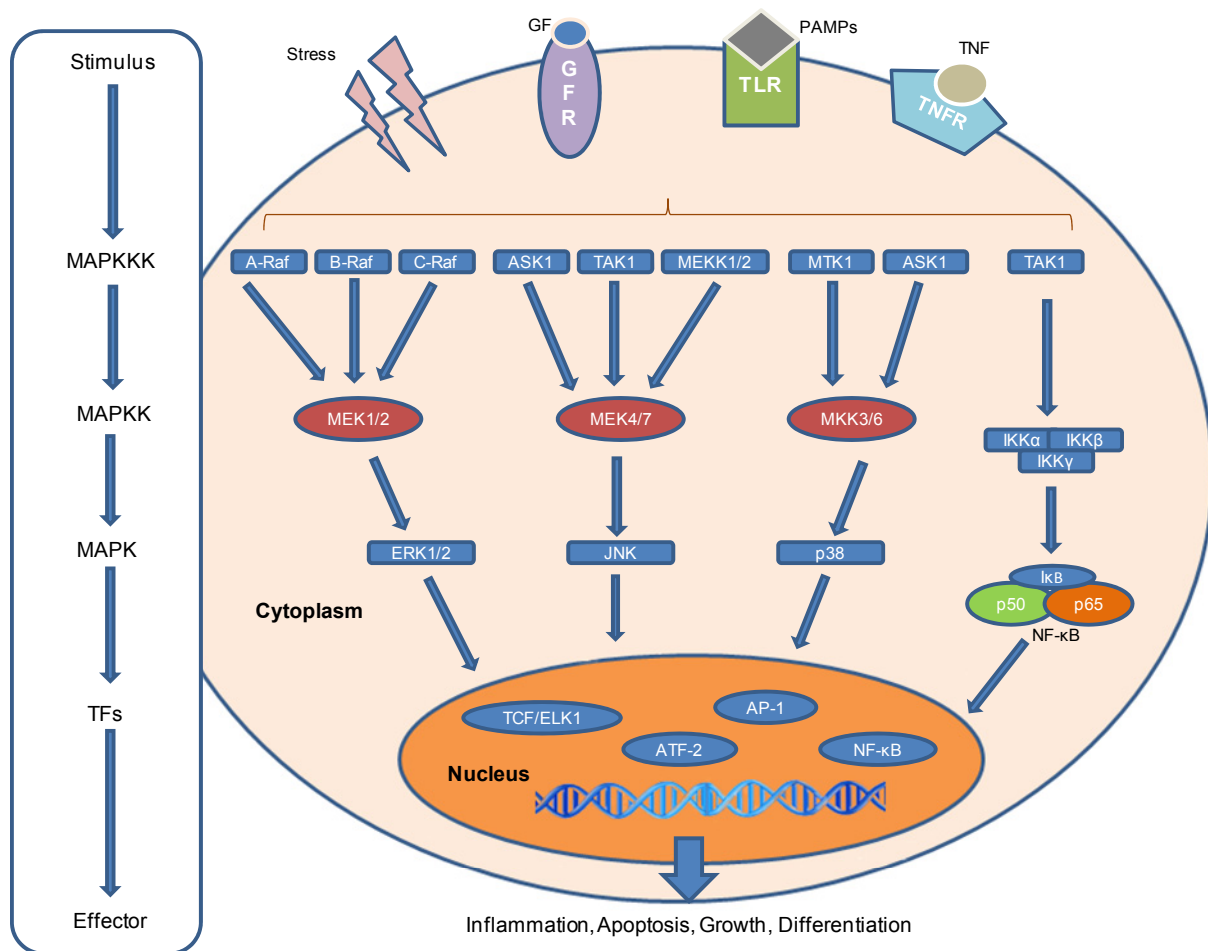 Stimulus
MAPKKK
MAPKK
MAPK
TFs
Effector
Stress
GF
G
F
R
PAMPs
TLR
TNF
TNFR
A-Raf
B-Raf
C-Raf
ASK1
TAK1
MEKK1/2
MTK1
ASK1
TAK1
MEK1/2
MEK4/7
MKK3/6
IKKα
IKKβ
IKKγ
ERK1/2
JNK
p38
IκB
p50
p65
NF-κB
Cytoplasm
TCF/ELK1
AP-1
ATF-2
NF-κB
Nucleus
Inflammation, Apoptosis, Growth, Differentiation